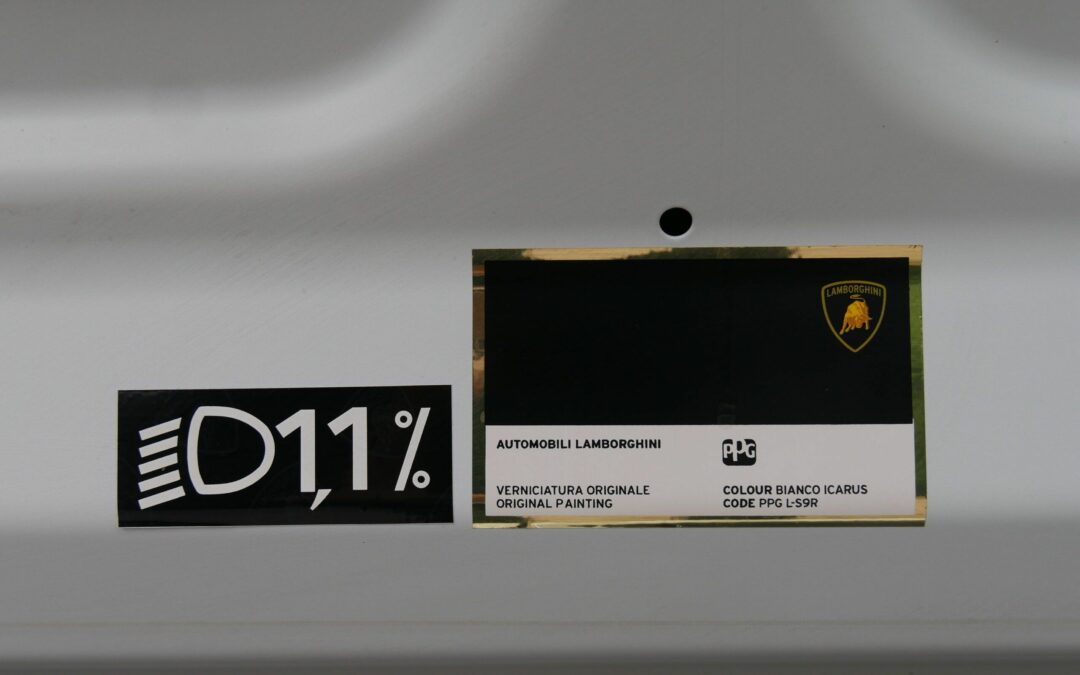 1,1%
LAMBORGHINI
AUTOMOBILI LAMBORGHINI
PPG
VERNICIATURA ORIGINALE
ORIGINAL PAINTING
COLOUR BIANCO ICARUS
CODE PPG L-S9R